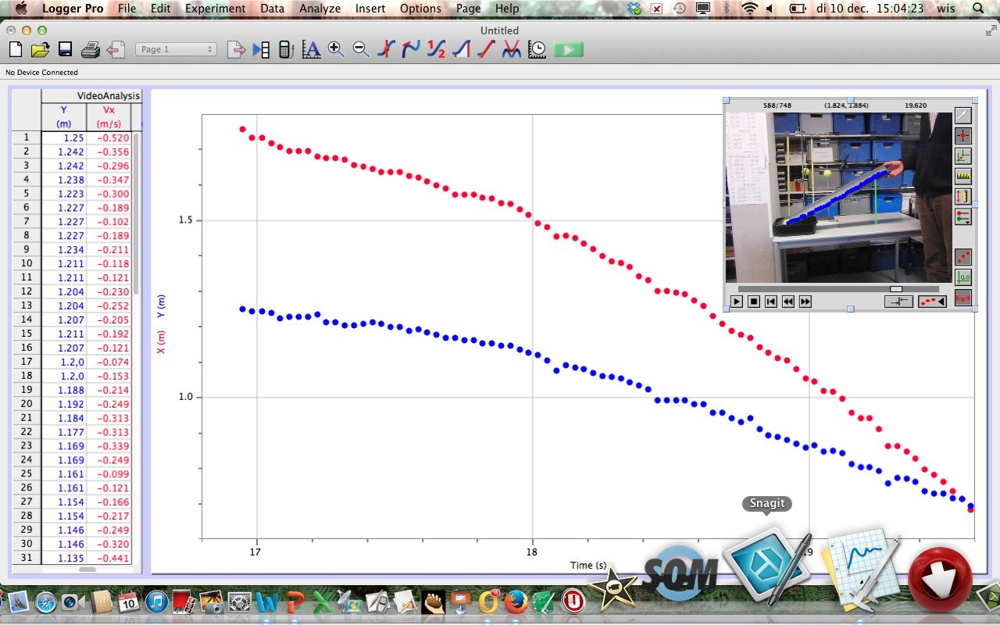 Logger Pro File Edit Experiment Data Analyze Insert Options Page Help di 10 dec. 15:04:23 wis
Untitled
Page 1
No Device Connected
VideoAnalysis
Y Vx
(m) (m/s)
1 1.25 -0.520
2 1.242 -0.356
3 1.242 -0.296
4 1.238 -0.347
5 1.223 -0.300
6 1.227 -0.189
7 1.227 -0.102
8 1.227 -0.189
9 1.234 -0.211
10 1.211 -0.118
11 1.211 -0.121
12 1.204 -0.230
13 1.204 -0.252
14 1.207 -0.205
15 1.211 -0.192
16 1.207 -0.121
17 1.2,0 -0.074
18 1.2,0 -0.153
19 1.188 -0.214
20 1.192 -0.249
21 1.184 -0.313
22 1.177 -0.313
23 1.169 -0.339
24 1.169 -0.249
25 1.161 -0.099
26 1.161 -0.121
27 1.154 -0.166
28 1.154 -0.217
29 1.146 -0.249
30 1.146 -0.320
31 1.135 -0.441
588/748 (1.824, 1.884) 19.620
1.5
1.0
X (m) Y (m)
17 18 19
Time (s)
Snagit
SQM
JUL
10
18
U